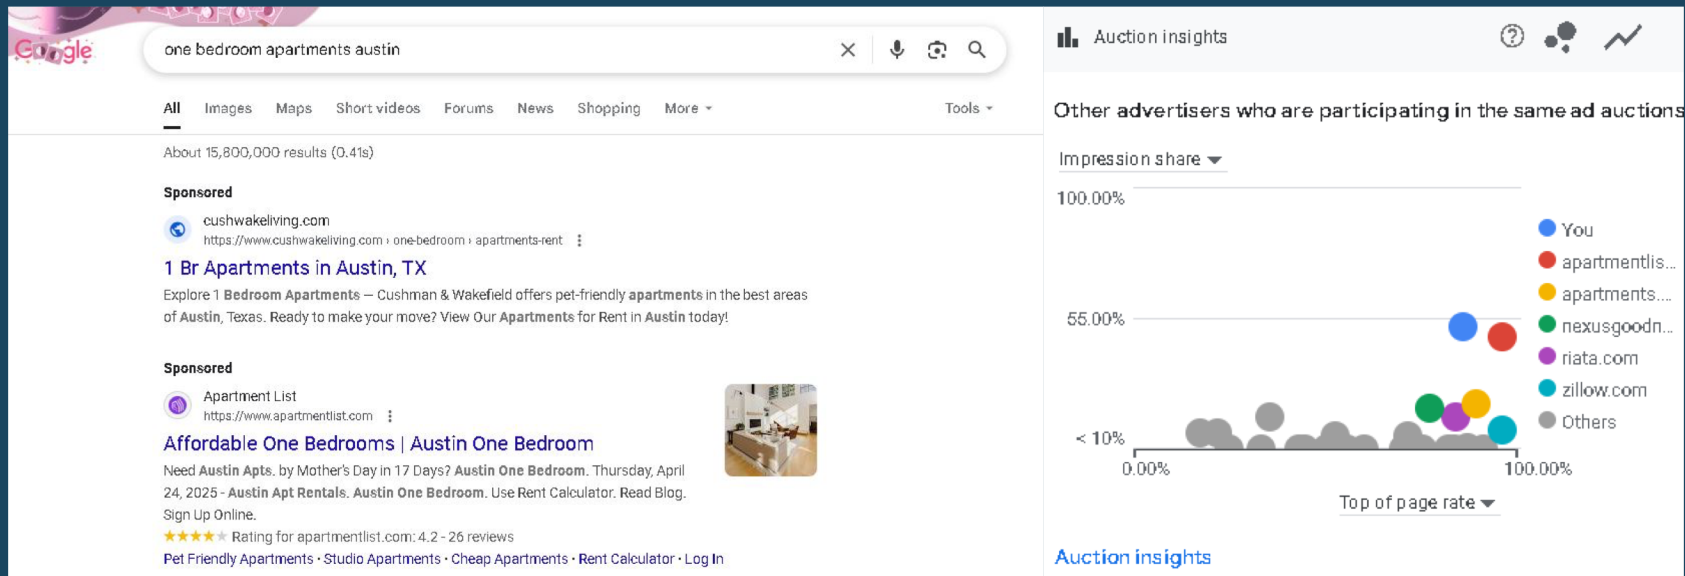 Google
one bedroom apartments austin
All Images Maps Short videos Forums News Shopping More Tools
About 15,800,000 results (0.41s)
Sponsored
cushwakeliving.com
https://www.cushwakeliving.com › one-bedroom › apartments-rent
1 Br Apartments in Austin, TX
Explore 1 Bedroom Apartments — Cushman & Wakefield offers pet-friendly apartments in the best areas
of Austin, Texas. Ready to make your move? View Our Apartments for Rent in Austin today!
Sponsored
Apartment List
https://www.apartmentlist.com
Affordable One Bedrooms | Austin One Bedroom
Need Austin Apts. by Mother's Day in 17 Days? Austin One Bedroom. Thursday, April
24, 2025 - Austin Apt Rentals. Austin One Bedroom. Use Rent Calculator. Read Blog.
Sign Up Online.
Rating for apartmentlist.com: 4.2 - 26 reviews
Pet Friendly Apartments · Studio Apartments · Cheap Apartments · Rent Calculator · Log In
Auction insights
Other advertisers who are participating in the same ad auctions
Impression share
100.00%
55.00%
< 10%
0.00%
100.00%
Top of page rate
You
apartmentlis...
apartments....
nexusgoodn...
riata.com
zillow.com
Others
Auction insights